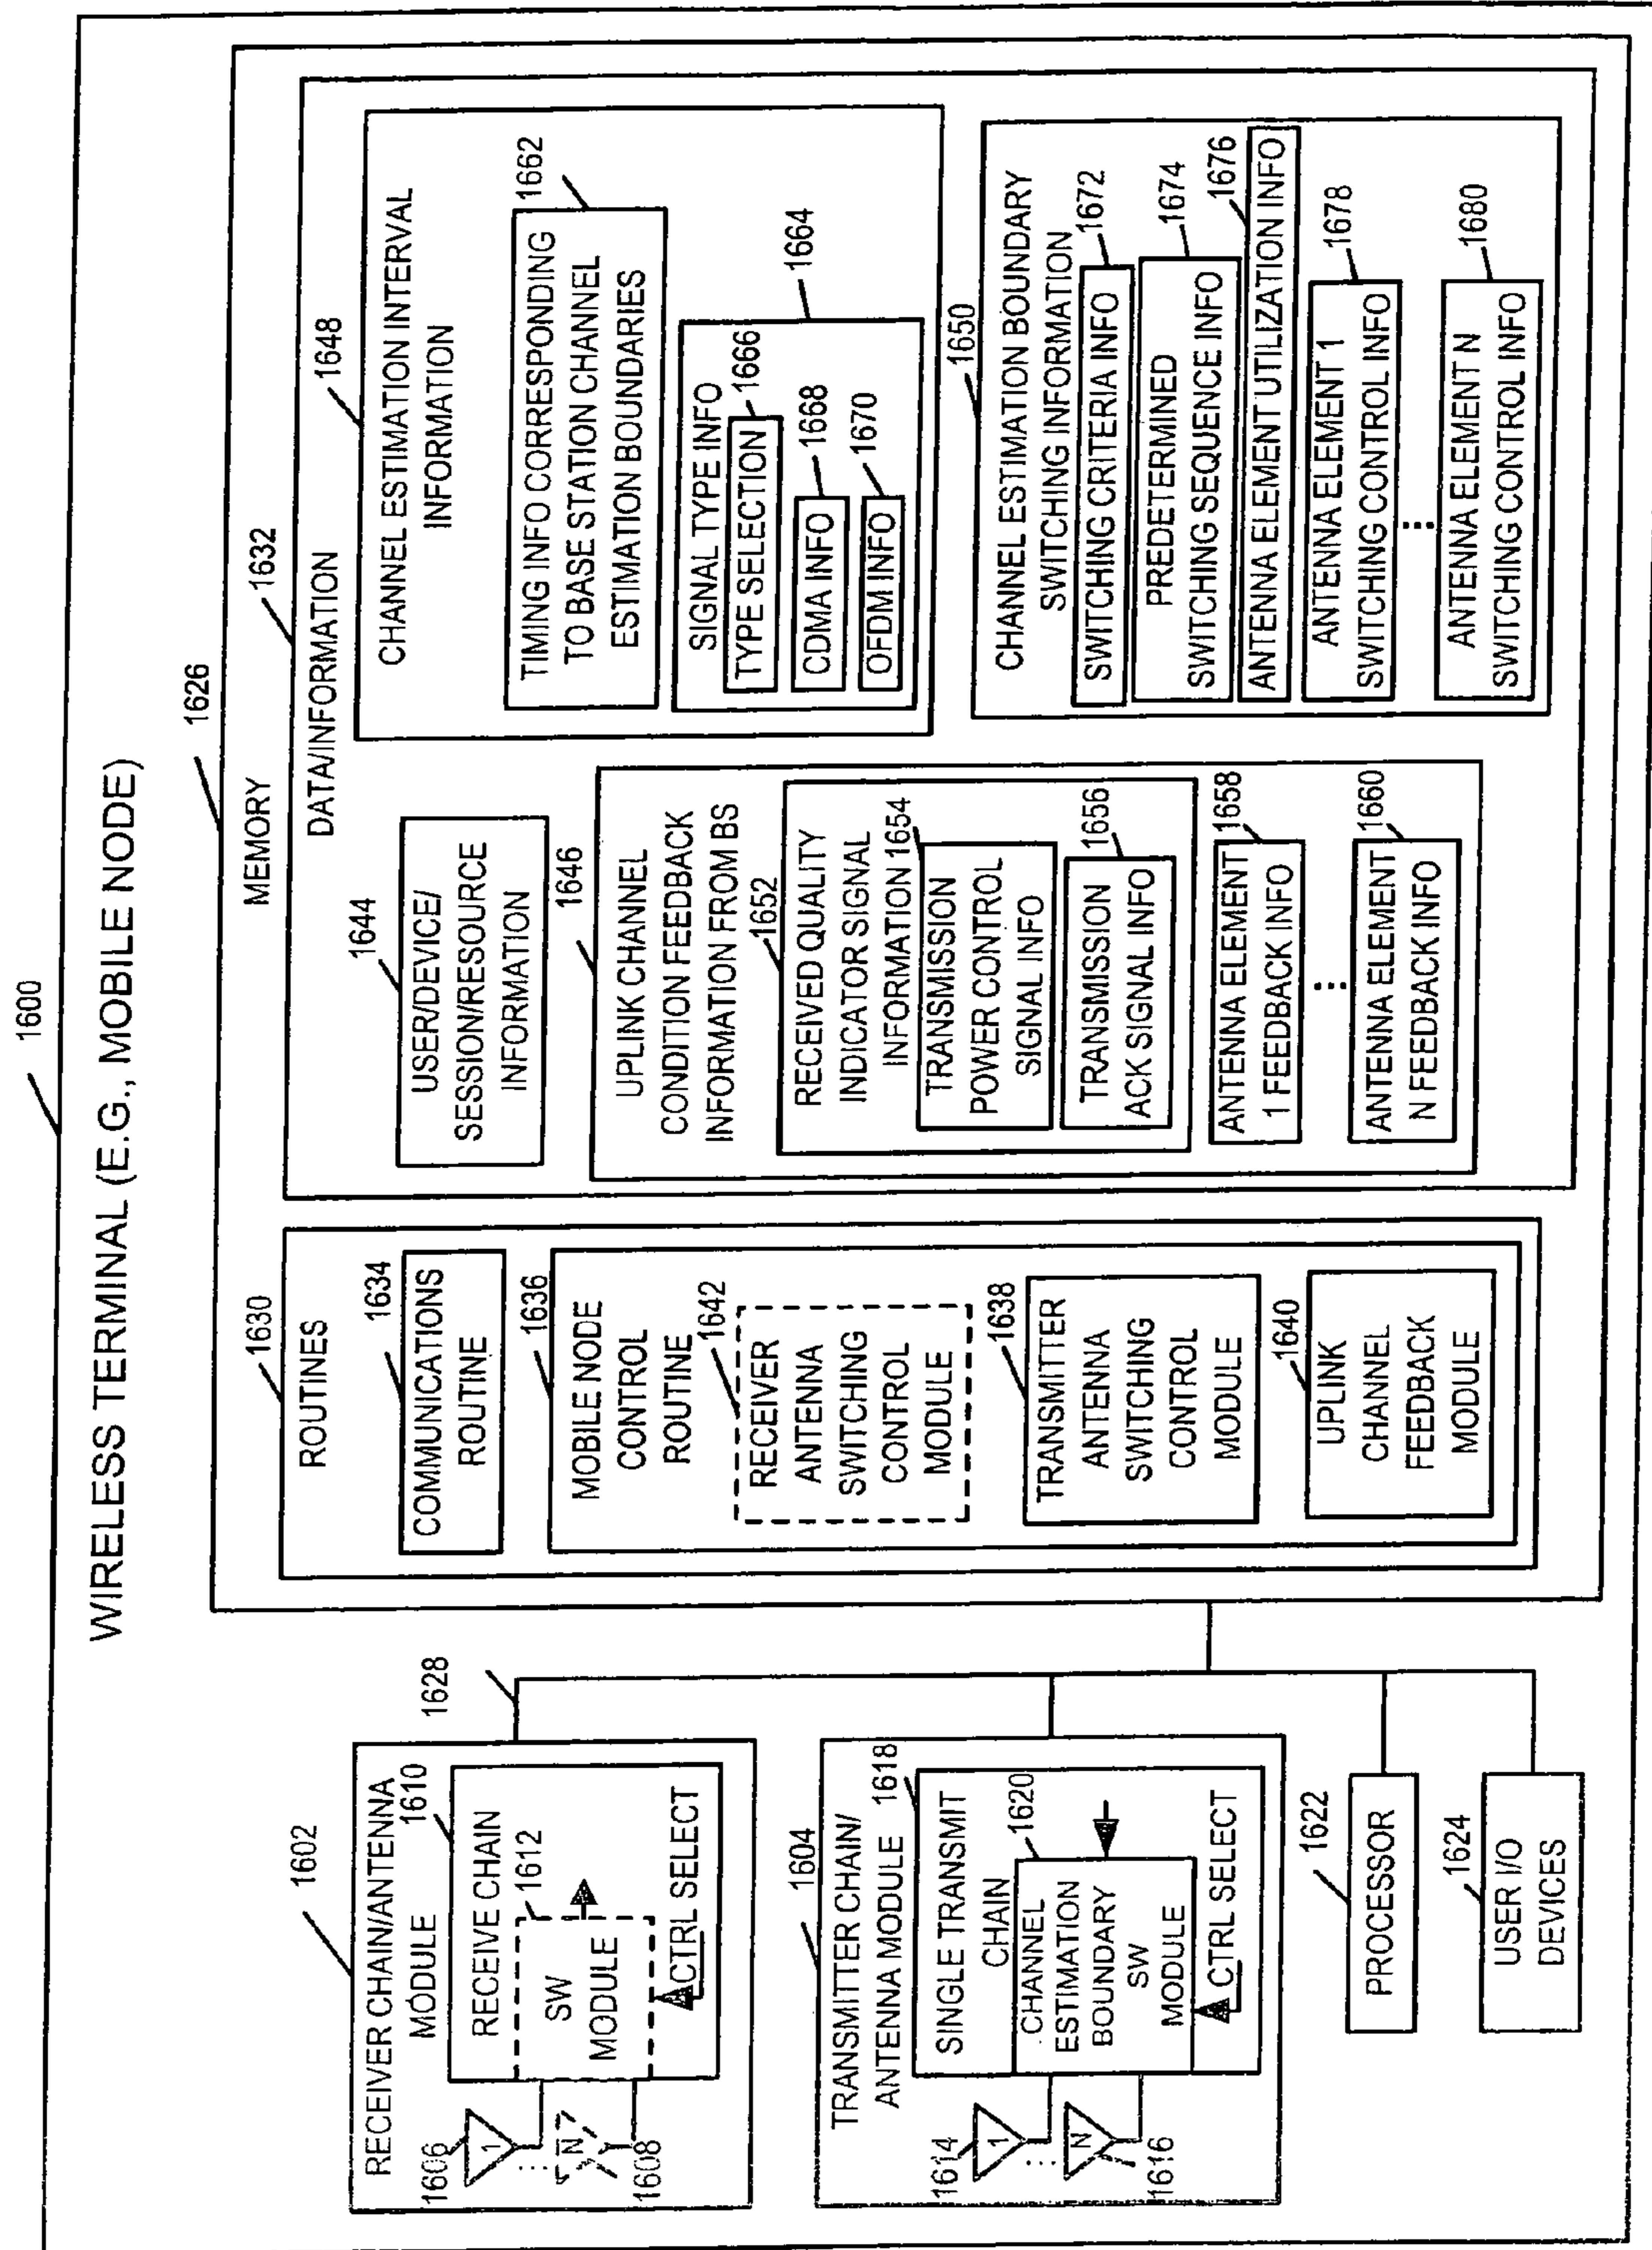 1600
WIRELESS TERMINAL (E.G., MOBILE NODE)
1602
RECEIVER CHAIN/ANTENNA
MODULE
1610
RECEIVE CHAIN
1612
SW
MODULE
CTRL SELECT
1606
1
...
N
1608
1628
1604
TRANSMITTER CHAIN/
ANTENNA MODULE
1618
SINGLE TRANSMIT
CHAIN
1620
CHANNEL
ESTIMATION
BOUNDARY
SW
MODULE
CTRL SELECT
1614
1
...
N
1616
1622
PROCESSOR
1624
USER I/O
DEVICES
1626
MEMORY
1630
ROUTINES
1634
COMMUNICATIONS
ROUTINE
1636
MOBILE NODE
CONTROL
ROUTINE
1642
RECEIVER
ANTENNA
SWITCHING
CONTROL
MODULE
1638
TRANSMITTER
ANTENNA
SWITCHING
CONTROL
MODULE
1640
UPLINK
CHANNEL
FEEDBACK
MODULE
1632
DATA/INFORMATION
1644
USER/DEVICE/
SESSION/RESOURCE
INFORMATION
1646
UPLINK CHANNEL
CONDITION FEEDBACK
INFORMATION FROM BS
1652
RECEIVED QUALITY
INDICATOR SIGNAL
INFORMATION
1654
TRANSMISSION
POWER CONTROL
SIGNAL INFO
1656
TRANSMISSION
ACK SIGNAL INFO
1658
ANTENNA ELEMENT
1 FEEDBACK INFO
...
1660
ANTENNA ELEMENT
N FEEDBACK INFO
1648
CHANNEL ESTIMATION INTERVAL
INFORMATION
1662
TIMING INFO CORRESPONDING
TO BASE STATION CHANNEL
ESTIMATION BOUNDARIES
1664
SIGNAL TYPE INFO
1666
TYPE SELECTION
1668
CDMA INFO
1670
OFDM INFO
1650
CHANNEL ESTIMATION BOUNDARY
SWITCHING INFORMATION
1672
SWITCHING CRITERIA INFO
1674
PREDETERMINED
SWITCHING SEQUENCE INFO
1676
ANTENNA ELEMENT UTILIZATION INFO
1678
ANTENNA ELEMENT 1
SWITCHING CONTROL INFO
...
1680
ANTENNA ELEMENT N
SWITCHING CONTROL INFO